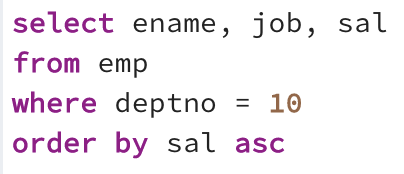 select ename, job, sal
from emp
where deptno = 10
order by sal asc